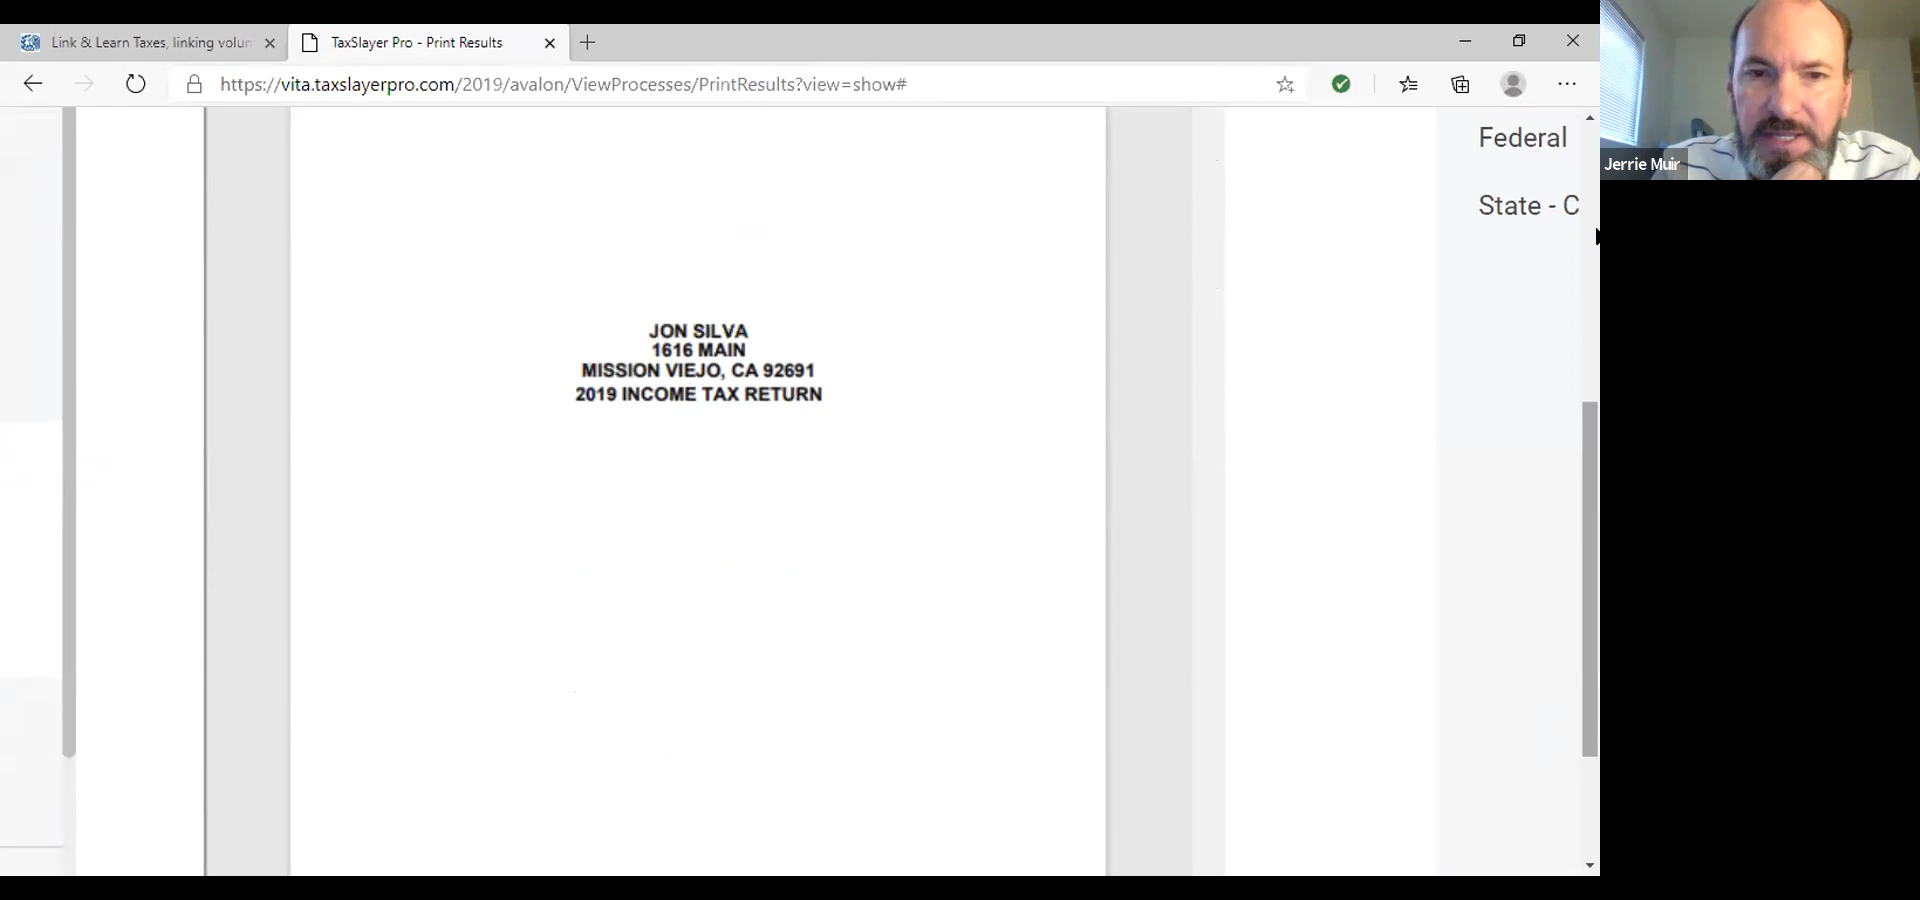 Link & Learn Taxes, linking volun
TaxSlayer Pro - Print Results
https://vita.taxslayerpro.com/2019/avalon/ViewProcesses/PrintResults?view=show#
Federal
State - C
Jerrie Muir
JON SILVA
1616 MAIN
MISSION VIEJO, CA 92691
2019 INCOME TAX RETURN